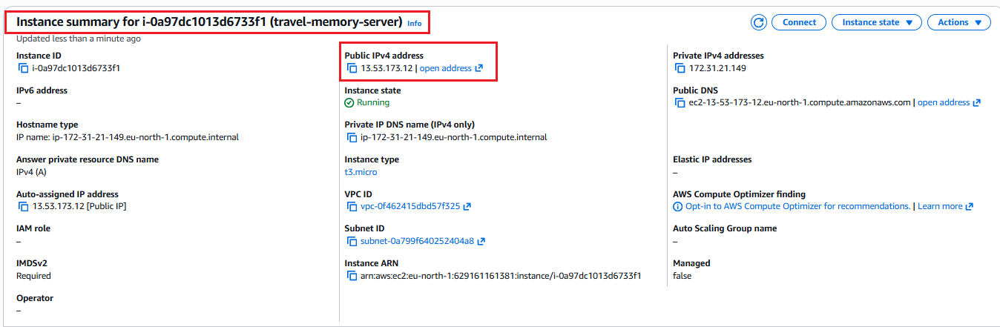 Instance summary for i-0a97dc1013d6733f1 (travel-memory-server) Info
Connect
Instance state
Actions
Updated less than a minute ago
Instance ID
i-0a97dc1013d6733f1
Public IPv4 address
13.53.173.12 | open address
Private IPv4 addresses
172.31.21.149
IPv6 address
–
Instance state
Running
Public DNS
ec2-13-53-173-12.eu-north-1.compute.amazonaws.com | open address
Hostname type
IP name: ip-172-31-21-149.eu-north-1.compute.internal
Private IP DNS name (IPv4 only)
ip-172-31-21-149.eu-north-1.compute.internal
Answer private resource DNS name
IPv4 (A)
Instance type
t3.micro
Elastic IP addresses
–
Auto-assigned IP address
13.53.173.12 [Public IP]
VPC ID
vpc-0f462415dbd57f325
AWS Compute Optimizer finding
Opt-in to AWS Compute Optimizer for recommendations. | Learn more
IAM role
–
Subnet ID
subnet-0a799f640252404a8
Auto Scaling Group name
–
IMDSv2
Required
Instance ARN
arn:aws:ec2:eu-north-1:629161161381:instance/i-0a97dc1013d6733f1
Managed
false
Operator
–